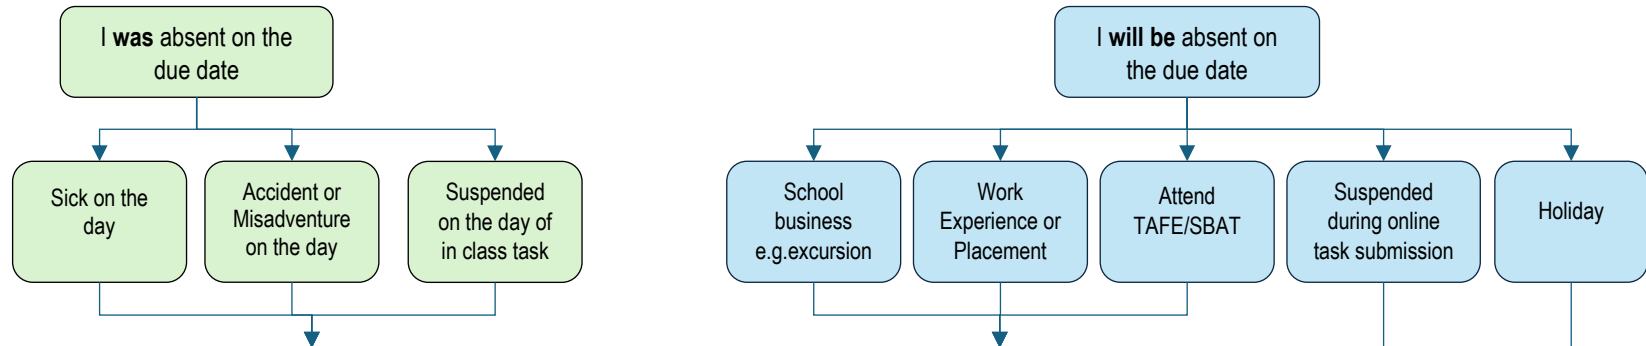 I was absent on the
due date
I will be absent on
the due date
Sick on the
day
Accident or
Misadventure
on the day
Suspended
on the day of
in class task
School
business
e.g.excursion
Work
Experience or
Placement
Attend
TAFE/SBAT
Suspended
during online
task submission
Holiday